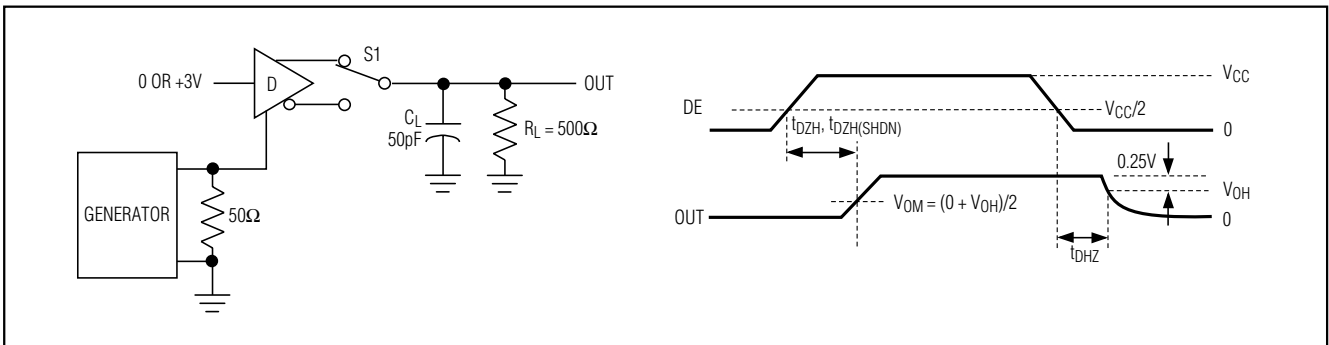 0 OR +3V
D
S1
OUT
C_L
50pF
R_L = 500Ω
GENERATOR
50Ω
DE
V_CC
V_CC/2
0
t_DZH, t_DZH(SHDN)
0.25V
V_OH
V_OM = (0 + V_OH)/2
OUT
0
t_DHZ